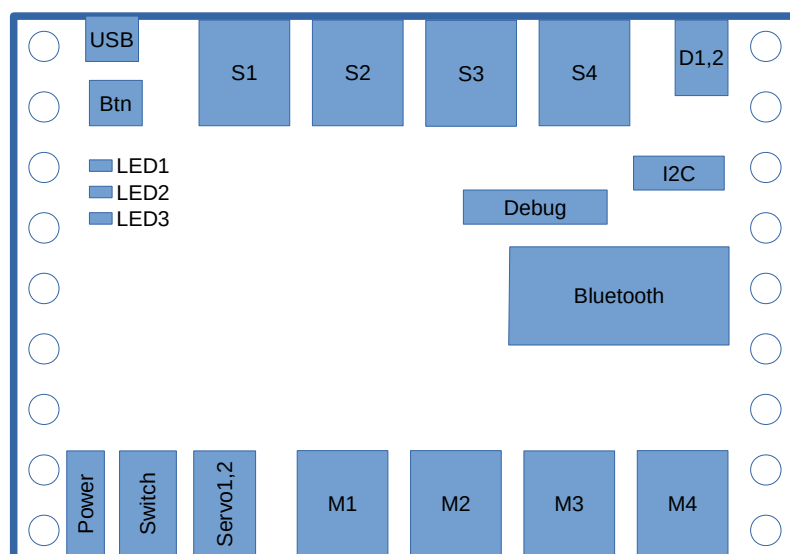 USB
S1
S2
S3
S4
D1,2
Btn
LED1
I2C
LED2
Debug
LED3
Bluetooth
Power
Switch
Servo1,2
M1
M2
M3
M4